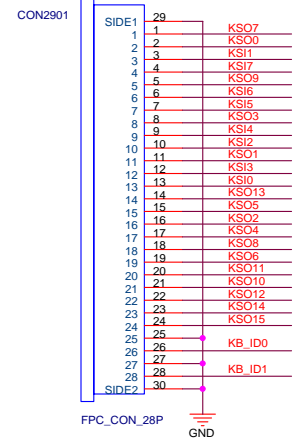 CON2901
SIDE1 29
1 1 KSO7
2 2 KSO0
3 3 KSI1
4 4 KSI7
5 5 KSO9
6 6 KSI6
7 7 KSI5
8 8 KSO3
9 9 KSI4
10 10 KSI2
11 11 KSO1
12 12 KSI3
13 13 KSI0
14 14 KSO13
15 15 KSO5
16 16 KSO2
17 17 KSO4
18 18 KSO8
19 19 KSO6
20 20 KSO11
21 21 KSO10
22 22 KSO12
23 23 KSO14
24 24 KSO15
25 25
26 26 KB_ID0
27 27
28 28 KB_ID1
SIDE2 30
FPC_CON_28P
GND